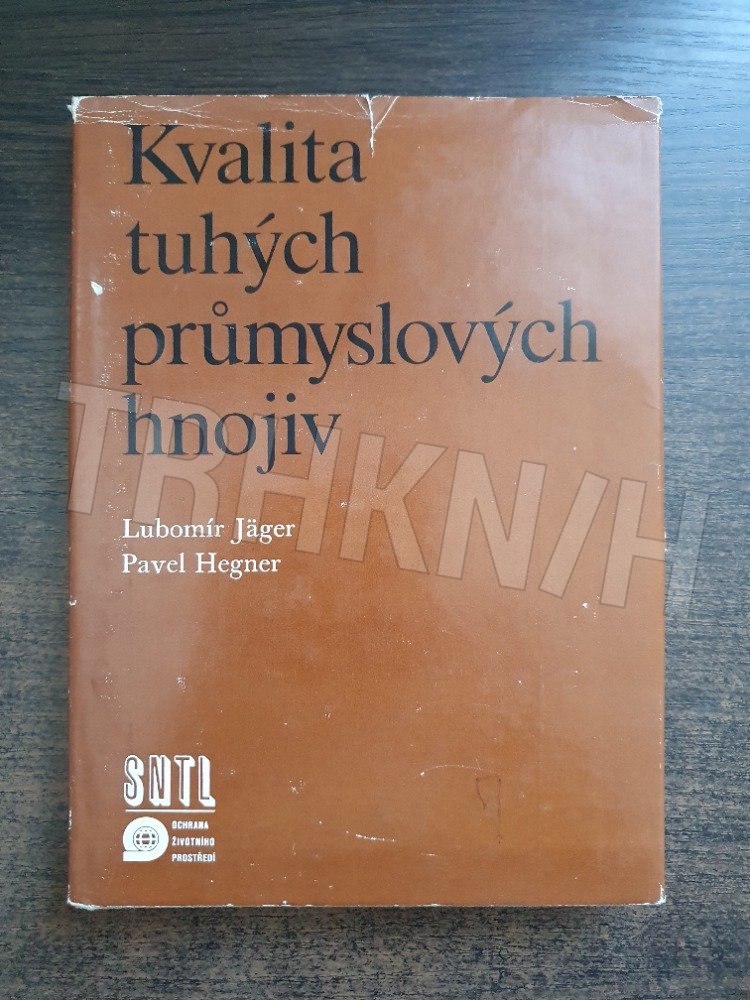 Kvalita
tuhých
průmyslových
hnojiv
TRHKNIH
Lubomír Jäger
Pavel Hegner
SNTL
OCHRANA
ŽIVOTNÍHO
PROSTŘEDÍ